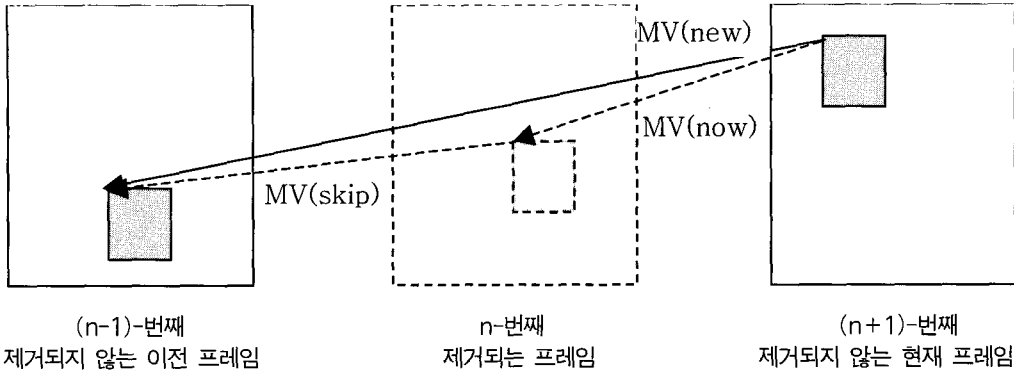 MV(new)
MV(now)
MV(skip)
(n-1)-번째
제거되지 않는 이전 프레임
n-번째
제거되는 프레임
(n+1)-번째
제거되지 않는 현재 프레임